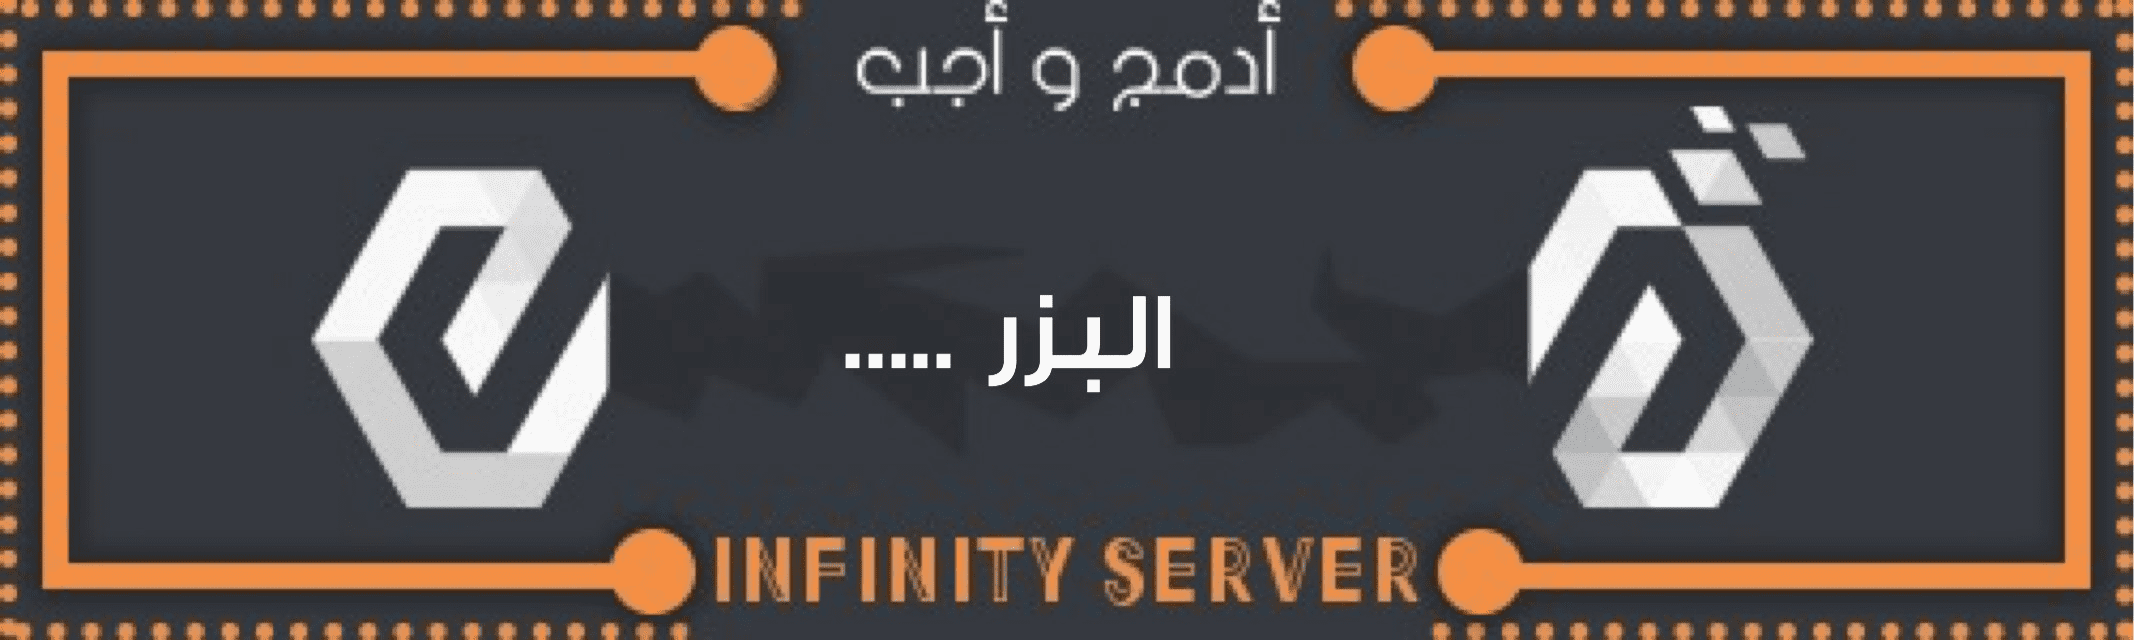 أدمج و أجب
البزر .....
INFINITY SERVER